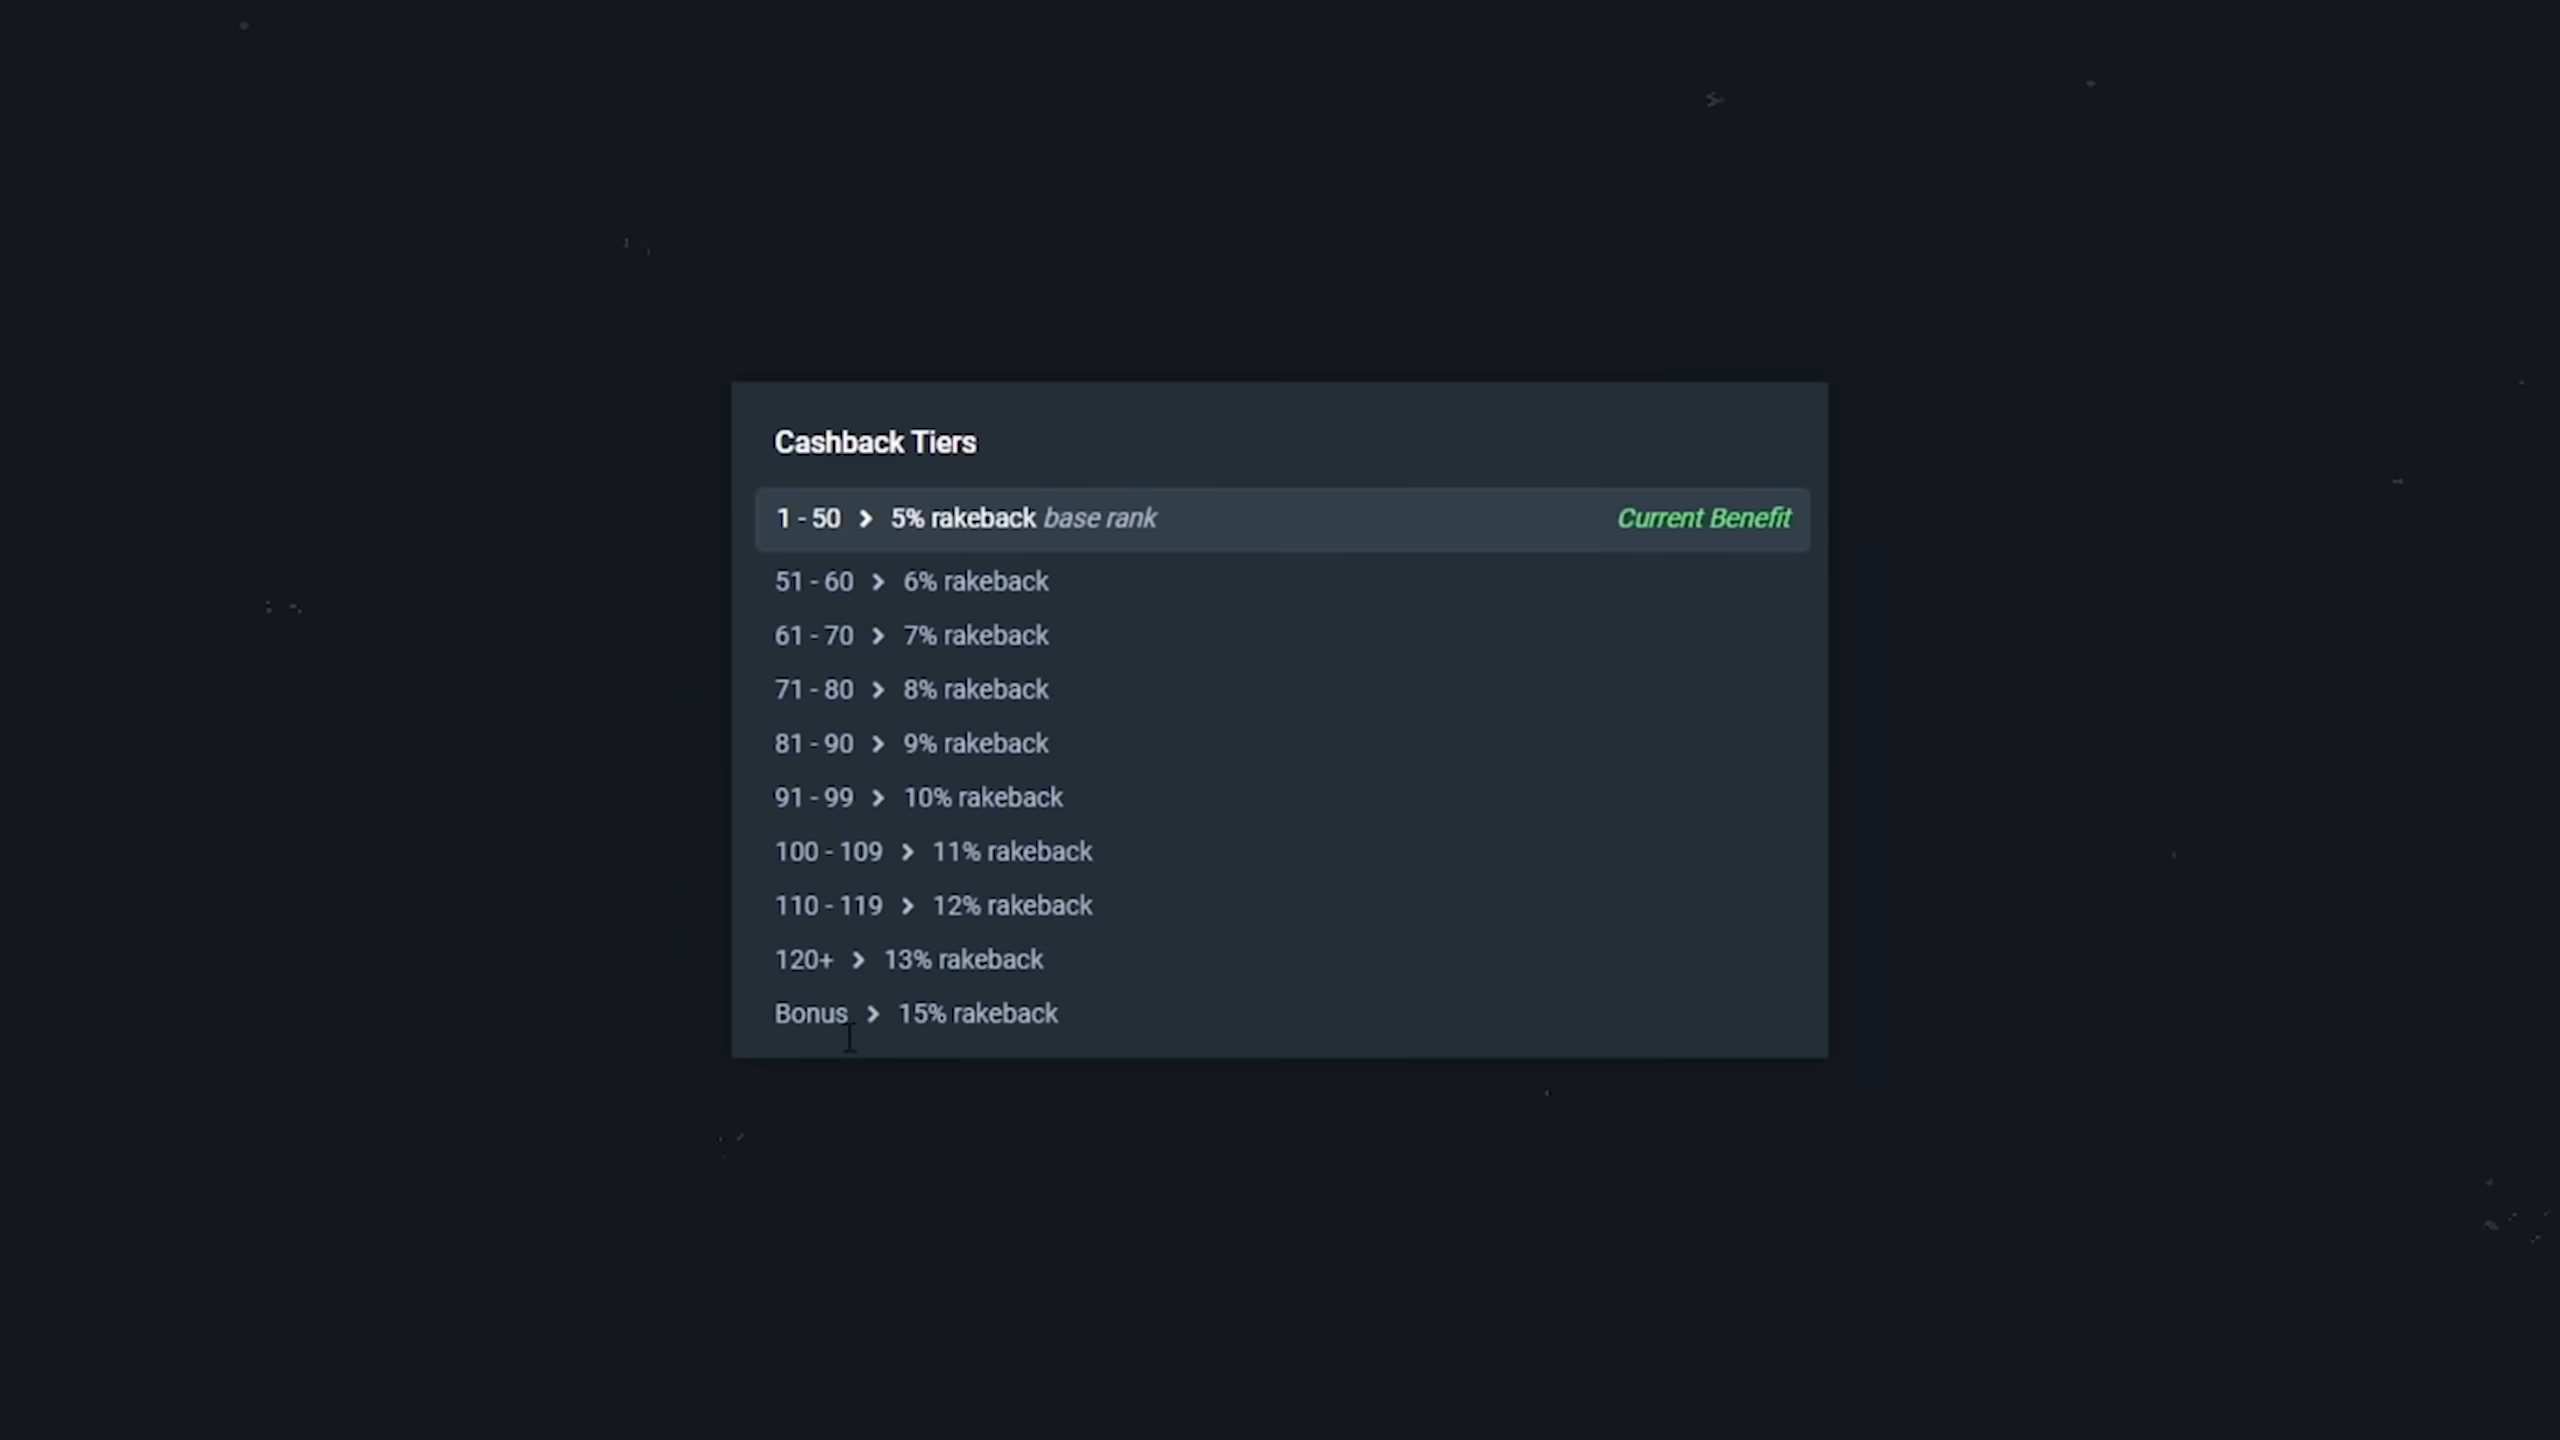 Cashback Tiers
1 - 50 > 5% rakeback base rank Current Benefit
51 - 60 > 6% rakeback
61 - 70 > 7% rakeback
71 - 80 > 8% rakeback
81 - 90 > 9% rakeback
91 - 99 > 10% rakeback
100 - 109 > 11% rakeback
110 - 119 > 12% rakeback
120+ > 13% rakeback
Bonus > 15% rakeback